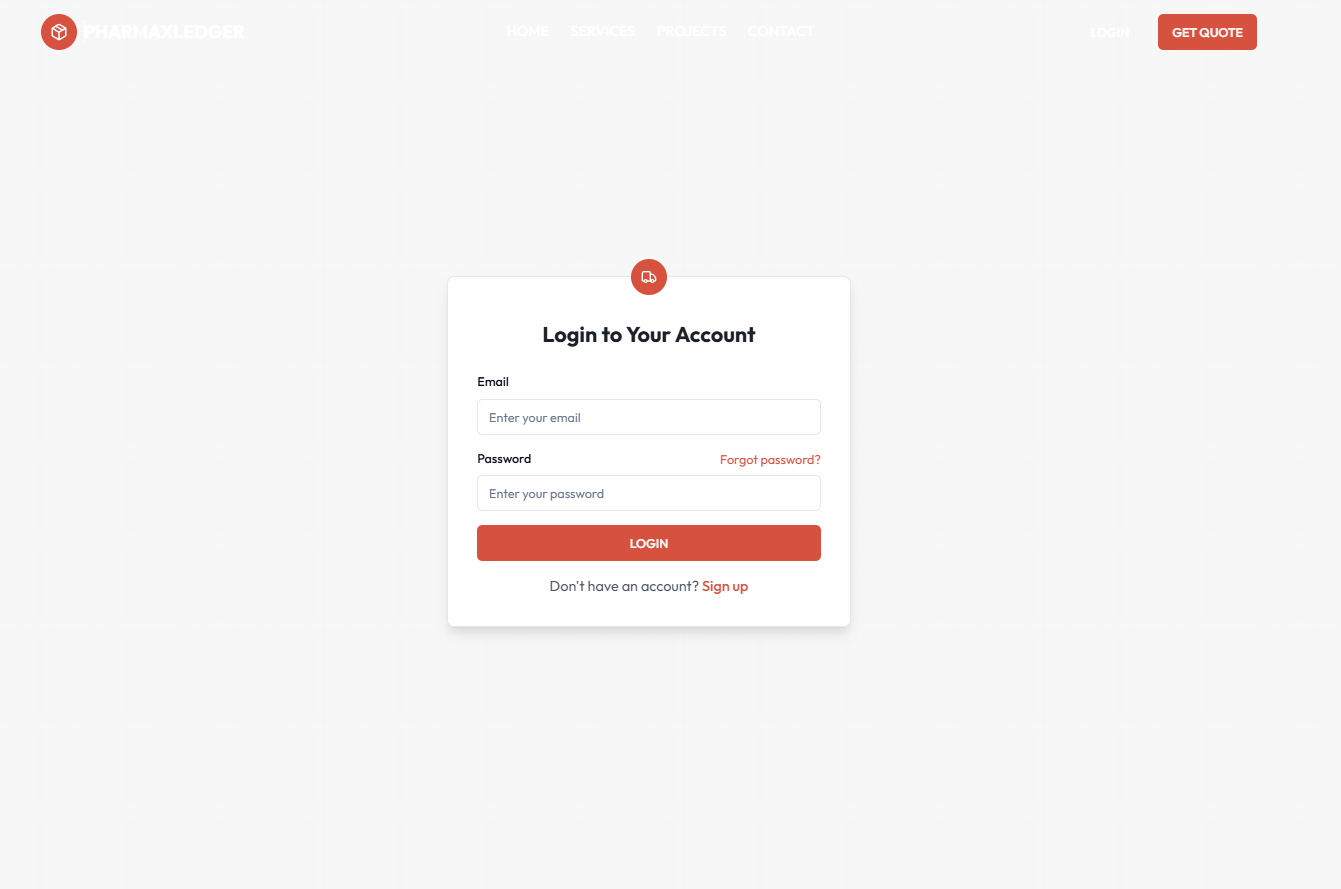 PHARMAXLEDGER
HOME SERVICES PROJECTS CONTACT
LOGIN GET QUOTE
Login to Your Account
Email
Enter your email
Password Forgot password?
Enter your password
LOGIN
Don't have an account? Sign up